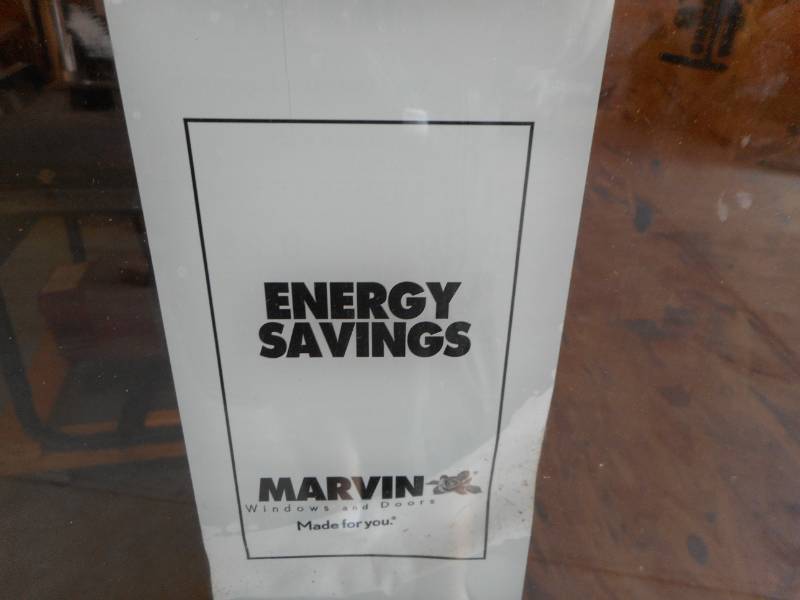 ENERGY
SAVINGS
MARVIN
Windows and Doors
Made for you.®